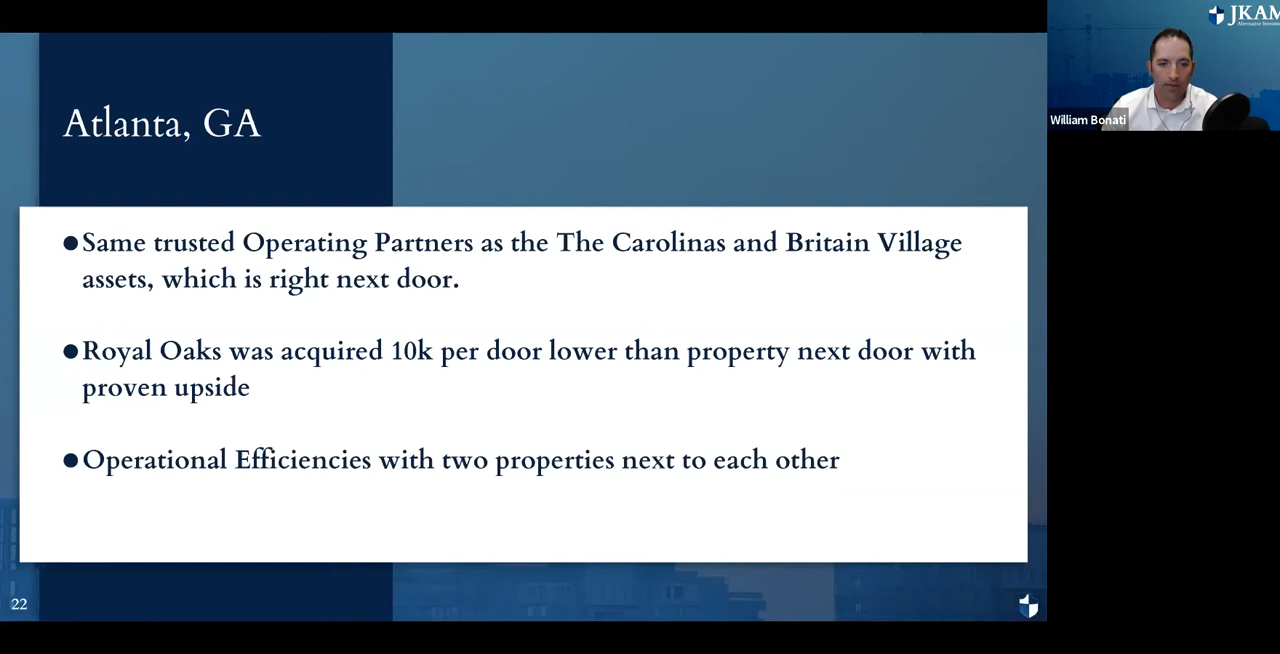 JKAM
Alternative Investments
William Bonati
Atlanta, GA
●Same trusted Operating Partners as the The Carolinas and Britain Village
assets, which is right next door.
●Royal Oaks was acquired 10k per door lower than property next door with
proven upside
●Operational Efficiencies with two properties next to each other
22